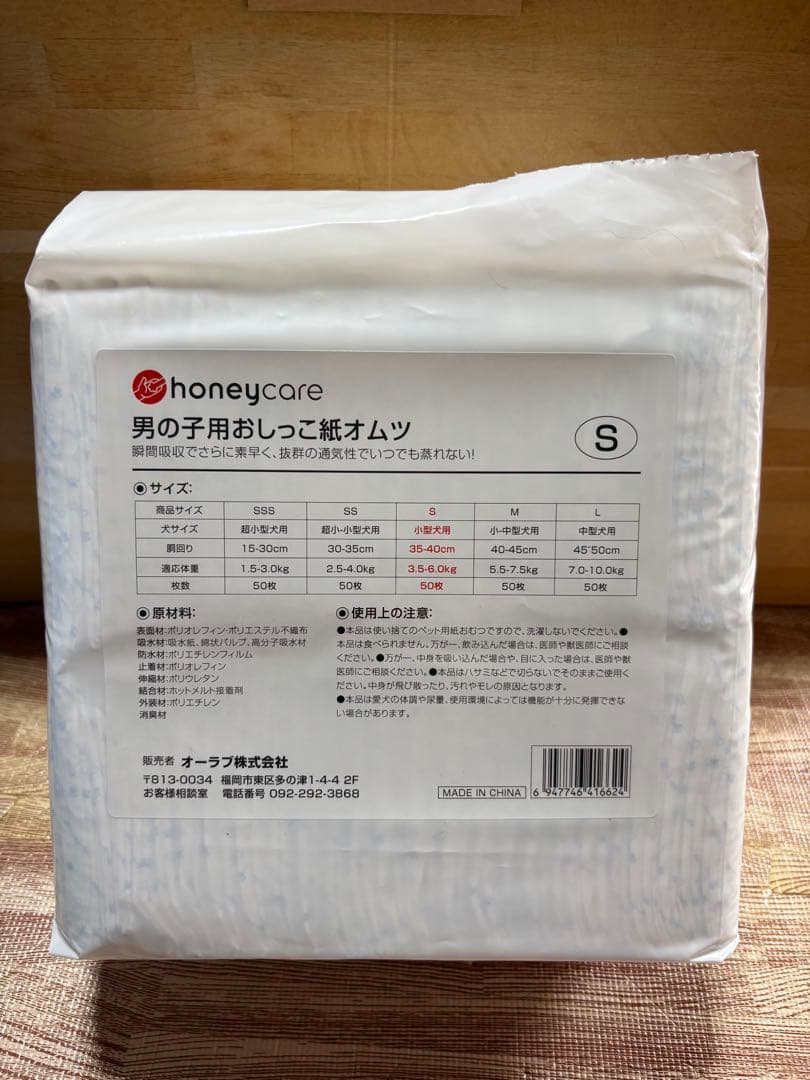 honeycare
男の子用おしっこ紙オムツ
瞬間吸収でさらに素早く、抜群の通気性でいつでも蒸れない!
S
サイズ:
商品サイズ SSS SS S M L
犬サイズ 超小型犬用 超小-小型犬用 小型犬用 小-中型犬用 中型犬用
胴回り 15-30cm 30-35cm 35-40cm 40-45cm 45-50cm
適応体重 1.5-3.0kg 2.5-4.0kg 3.5-6.0kg 5.5-7.5kg 7.0-10.0kg
枚数 50枚 50枚 50枚 50枚 50枚
原材料:
表面材:ポリオレフィン・ポリエステル不織布
吸水材:吸水紙、綿状パルプ、高分子吸水材
防水材:ポリエチレンフィルム
止着材:ポリオレフィン
伸縮材:ポリウレタン
結合材:ホットメルト接着剤
外装材:ポリエチレン
消臭材
使用上の注意:
●本品は使い捨てのペット用紙おむつですので、洗濯しないでください。●
本品は食べられません。万が一、飲み込んだ場合は、医師や獣医師にご相談
ください。●万が一、中身を吸い込んだ場合や、目に入った場合は、医師や獣
医師にご相談ください。●本品はハサミなどで切らないでそのままご使用く
ださい。中身が飛び散ったり、汚れやモレの原因となります。
●本品は愛犬の体調や尿量、使用環境によっては機能が十分に発揮できな
い場合があります。
販売者 オーラブ株式会社
〒813-0034 福岡市東区多の津1-4-4 2F
お客様相談室 電話番号 092-292-3868
MADE IN CHINA
6 947746 416624